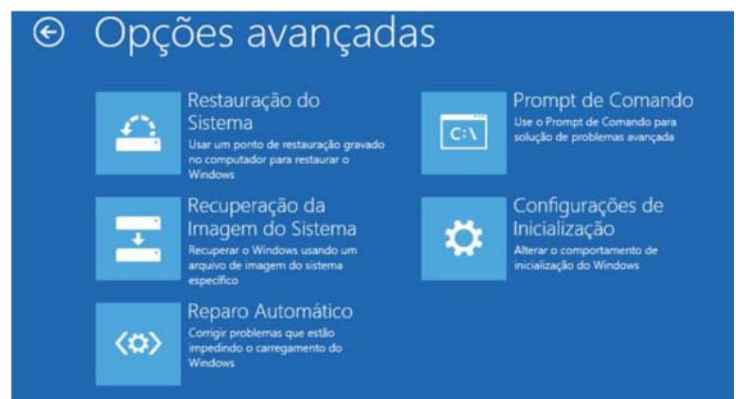 Opções avançadas
Restauração do
Sistema
Usar um ponto de restauração gravado
no computador para restaurar o
Windows
Prompt de Comando
Use o Prompt de Comando para
solução de problemas avançada
C:\
Recuperação da
Imagem do Sistema
Recuperar o Windows usando um
arquivo de imagem do sistema
específico
Configurações de
Inicialização
Alterar o comportamento de
inicialização do Windows
Reparo Automático
Corrigir problemas que estão
impedindo o carregamento do
Windows